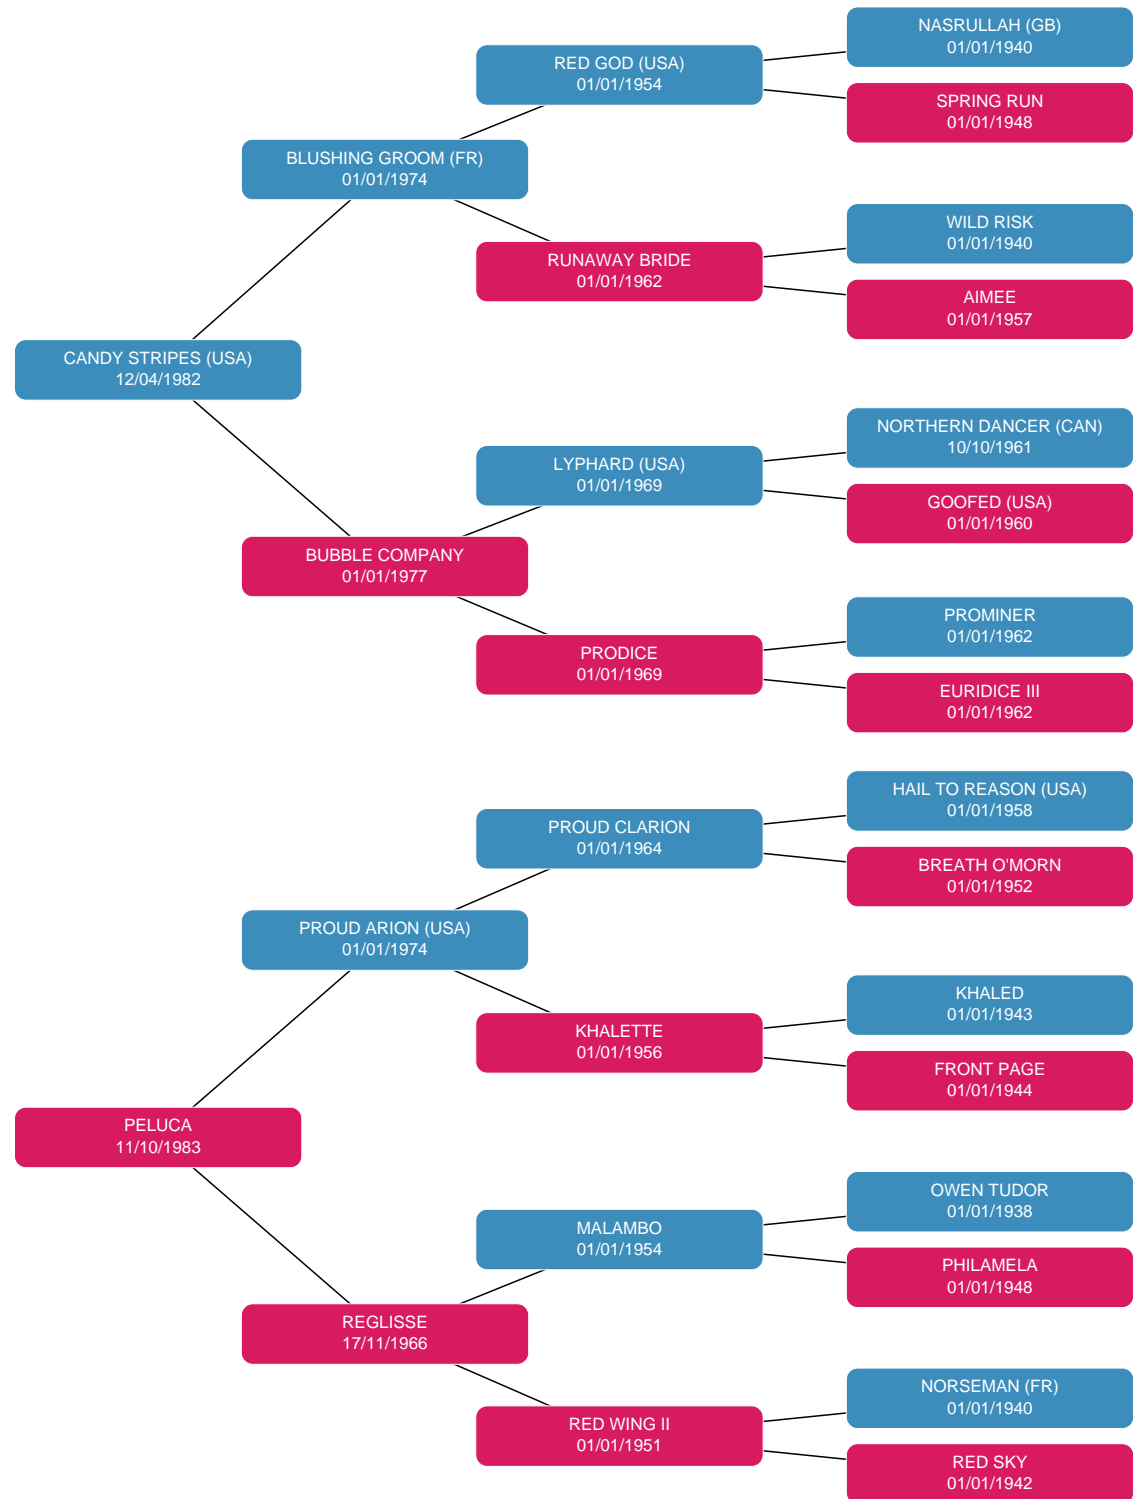 NASRULLAH (GB)
01/01/1940
RED GOD (USA)
01/01/1954
SPRING RUN
01/01/1948
BLUSHING GROOM (FR)
01/01/1974
WILD RISK
01/01/1940
RUNAWAY BRIDE
01/01/1962
AIMEE
01/01/1957
CANDY STRIPES (USA)
12/04/1982
NORTHERN DANCER (CAN)
10/10/1961
LYPHARD (USA)
01/01/1969
GOOFED (USA)
01/01/1960
BUBBLE COMPANY
01/01/1977
PROMINER
01/01/1962
PRODICE
01/01/1969
EURIDICE III
01/01/1962
HAIL TO REASON (USA)
01/01/1958
PROUD CLARION
01/01/1964
BREATH O'MORN
01/01/1952
PROUD ARION (USA)
01/01/1974
KHALED
01/01/1943
KHALETTE
01/01/1956
FRONT PAGE
01/01/1944
PELUCA
11/10/1983
OWEN TUDOR
01/01/1938
MALAMBO
01/01/1954
PHILAMELA
01/01/1948
REGLISSE
17/11/1966
NORSEMAN (FR)
01/01/1940
RED WING II
01/01/1951
RED SKY
01/01/1942